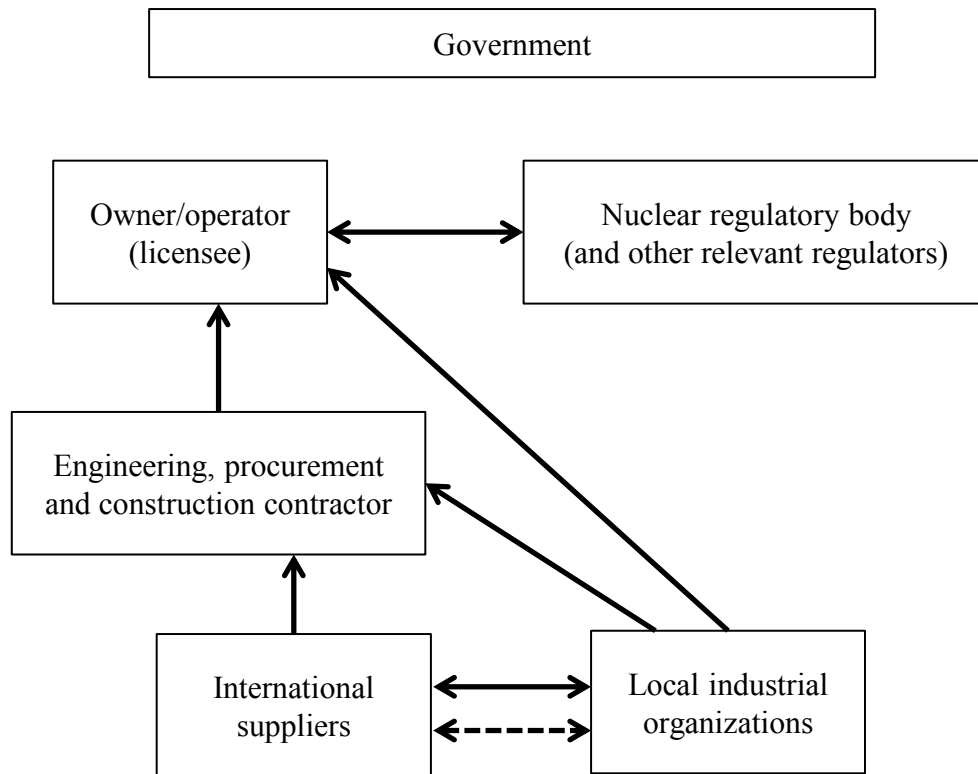 Government
Owner/operator
(licensee)
Nuclear regulatory body
(and other relevant regulators)
Engineering, procurement
and construction contractor
International
suppliers
Local industrial
organizations